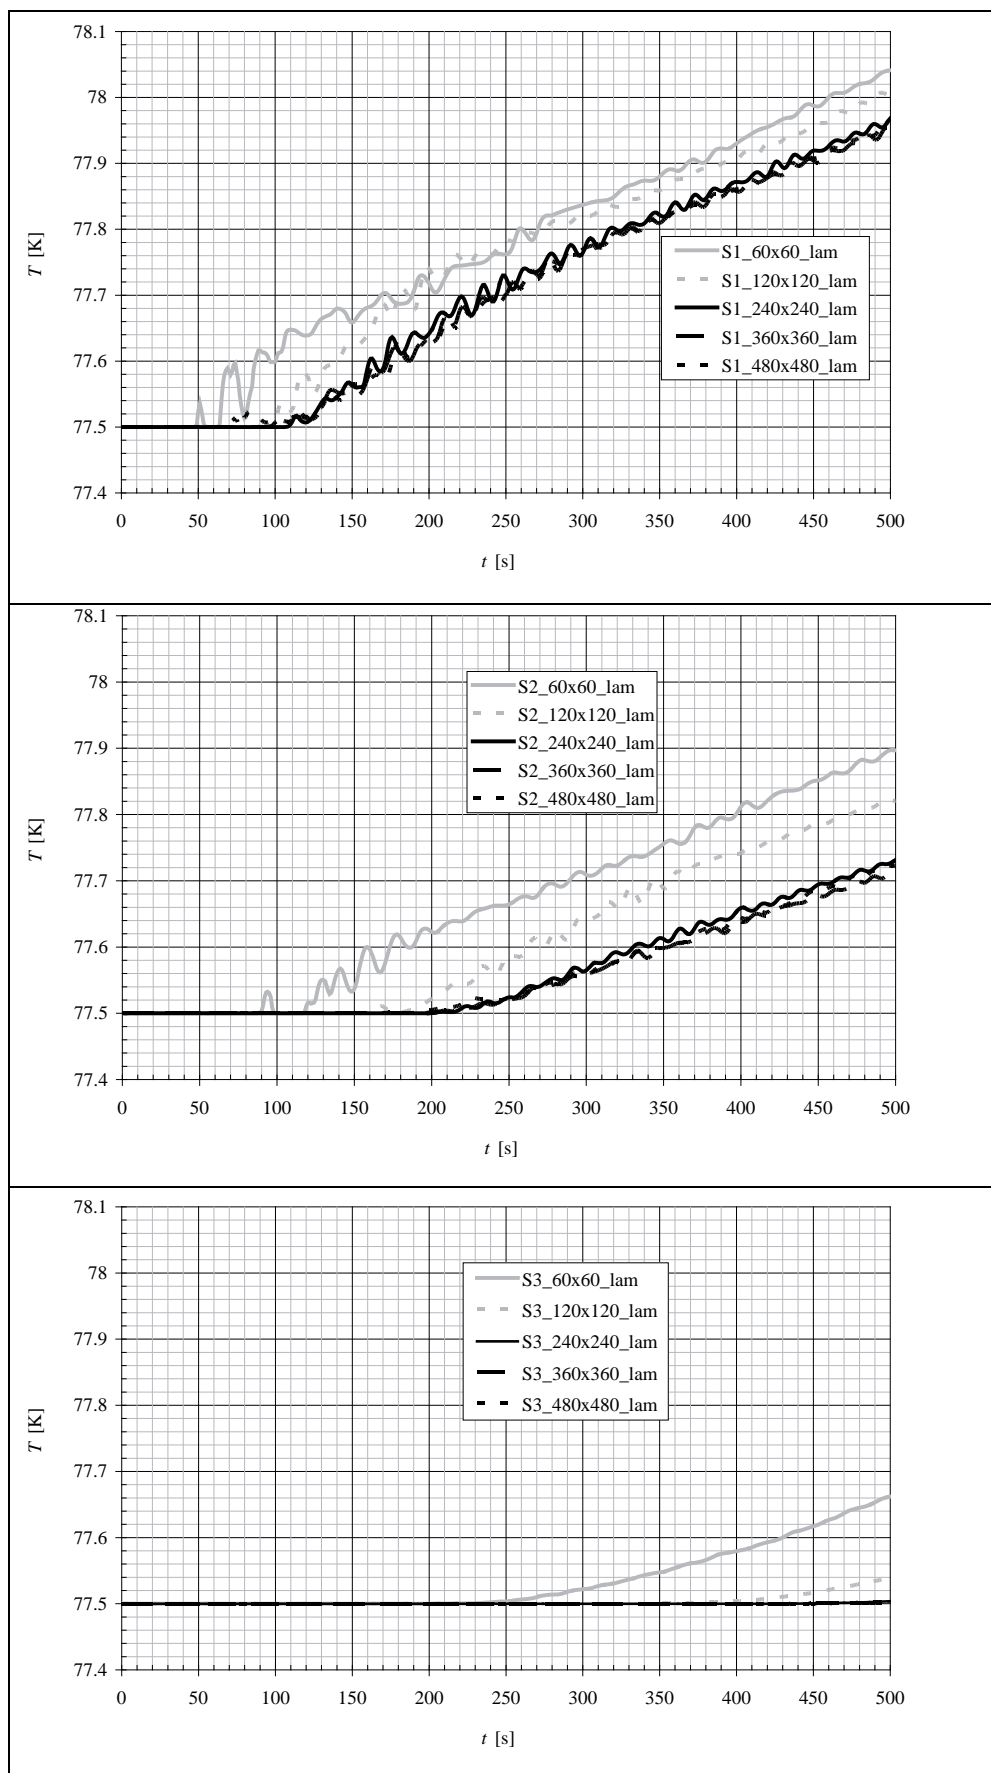 78.1
78
77.9
77.8
77.7
77.6
77.5
77.4
T [K]
S1_60x60_lam
S1_120x120_lam
S1_240x240_lam
S1_360x360_lam
S1_480x480_lam
0 50 100 150 200 250 300 350 400 450 500
t [s]
78.1
78
77.9
77.8
77.7
77.6
77.5
77.4
T [K]
S2_60x60_lam
S2_120x120_lam
S2_240x240_lam
S2_360x360_lam
S2_480x480_lam
0 50 100 150 200 250 300 350 400 450 500
t [s]
78.1
78
77.9
77.8
77.7
77.6
77.5
77.4
T [K]
S3_60x60_lam
S3_120x120_lam
S3_240x240_lam
S3_360x360_lam
S3_480x480_lam
0 50 100 150 200 250 300 350 400 450 500
t [s]